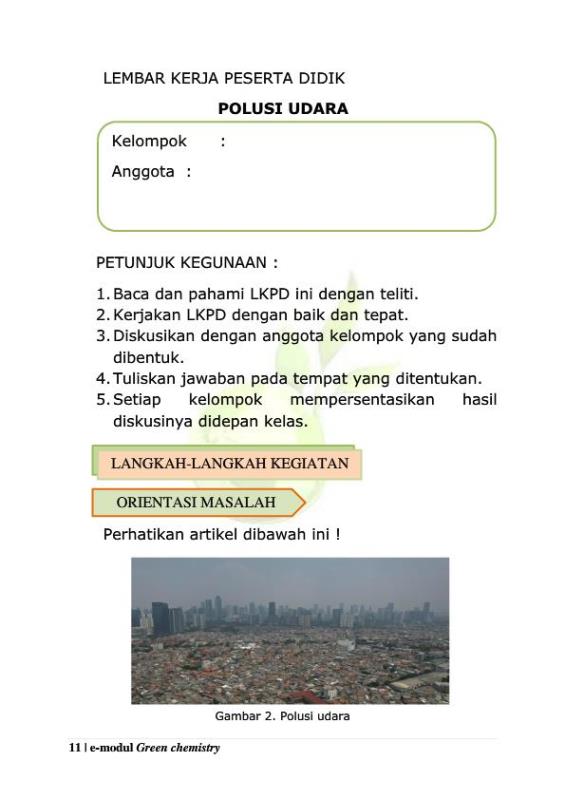 LEMBAR KERJA PESERTA DIDIK
POLUSI UDARA
Kelompok :
Anggota :
PETUNJUK KEGUNAAN :
1. Baca dan pahami LKPD ini dengan teliti.
2. Kerjakan LKPD dengan baik dan tepat.
3. Diskusikan dengan anggota kelompok yang sudah
dibentuk.
4. Tuliskan jawaban pada tempat yang ditentukan.
5. Setiap kelompok mempersentasikan hasil
diskusinya didepan kelas.
LANGKAH-LANGKAH KEGIATAN
ORIENTASI MASALAH
Perhatikan artikel dibawah ini !
Gambar 2. Polusi udara
11 | e-modul Green chemistry